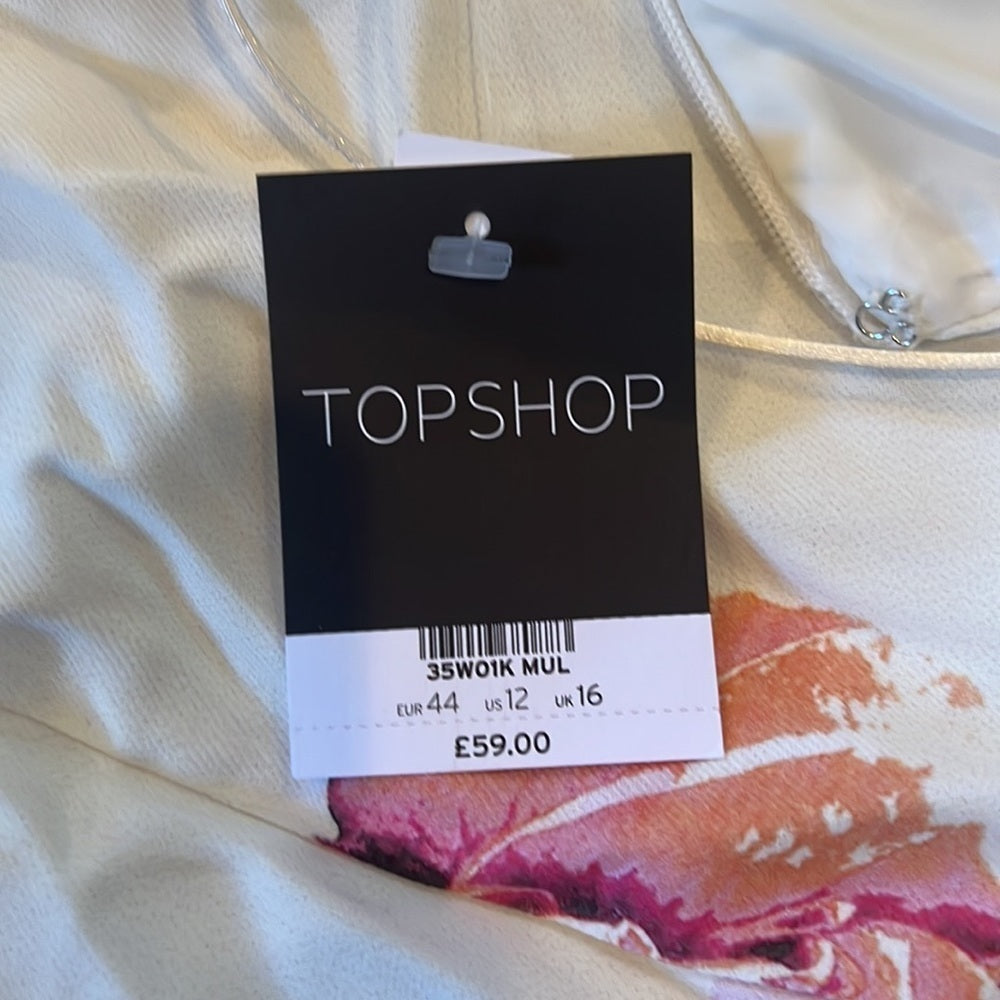 TOPSHOP
35W01K MUL
EUR 44 US 12 UK 16
£59.00